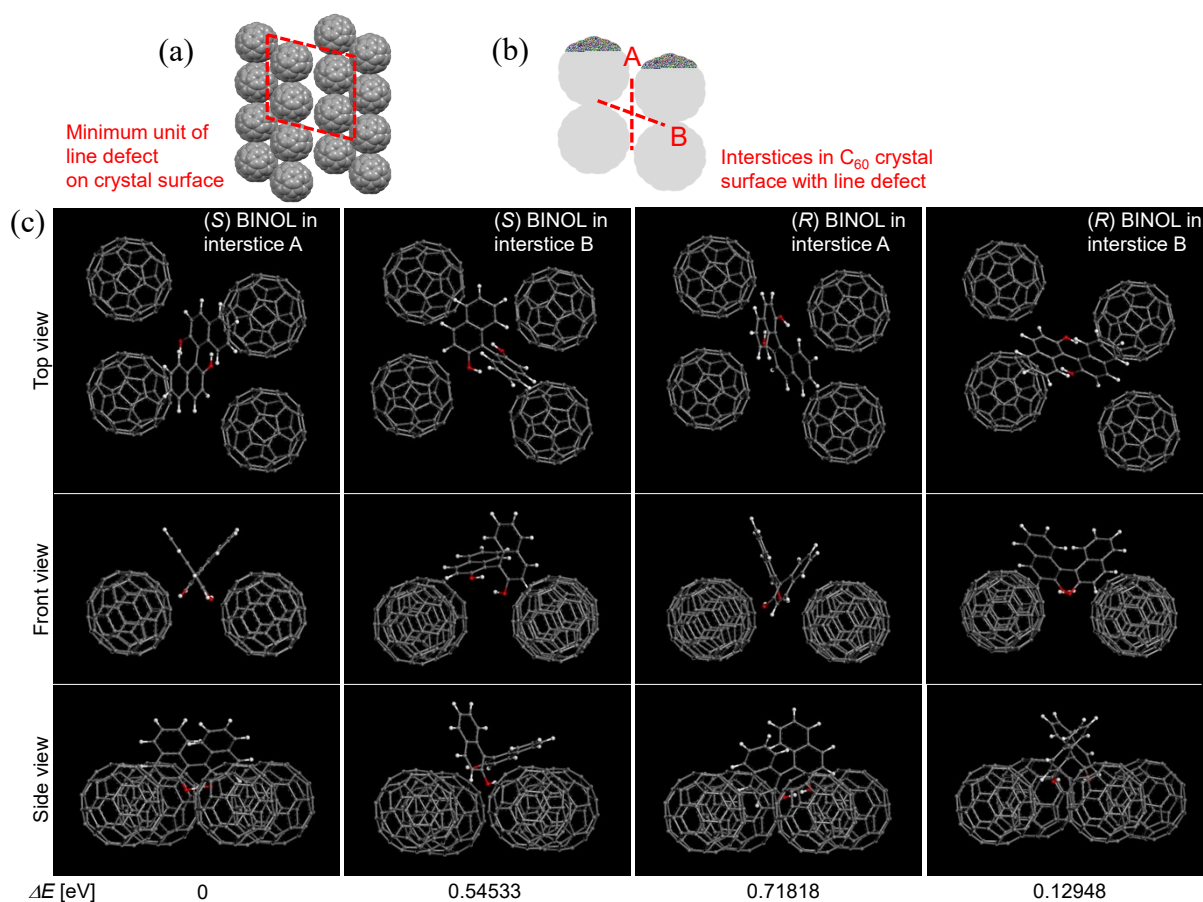 (a)
Minimum unit of
line defect
on crystal surface
(b)
A
B
Interstices in C₆₀ crystal
surface with line defect
(c)
(S) BINOL in
interstice A
(S) BINOL in
interstice B
(R) BINOL in
interstice A
(R) BINOL in
interstice B
Top view
Front view
Side view
ΔE [eV]
0
0.54533
0.71818
0.12948